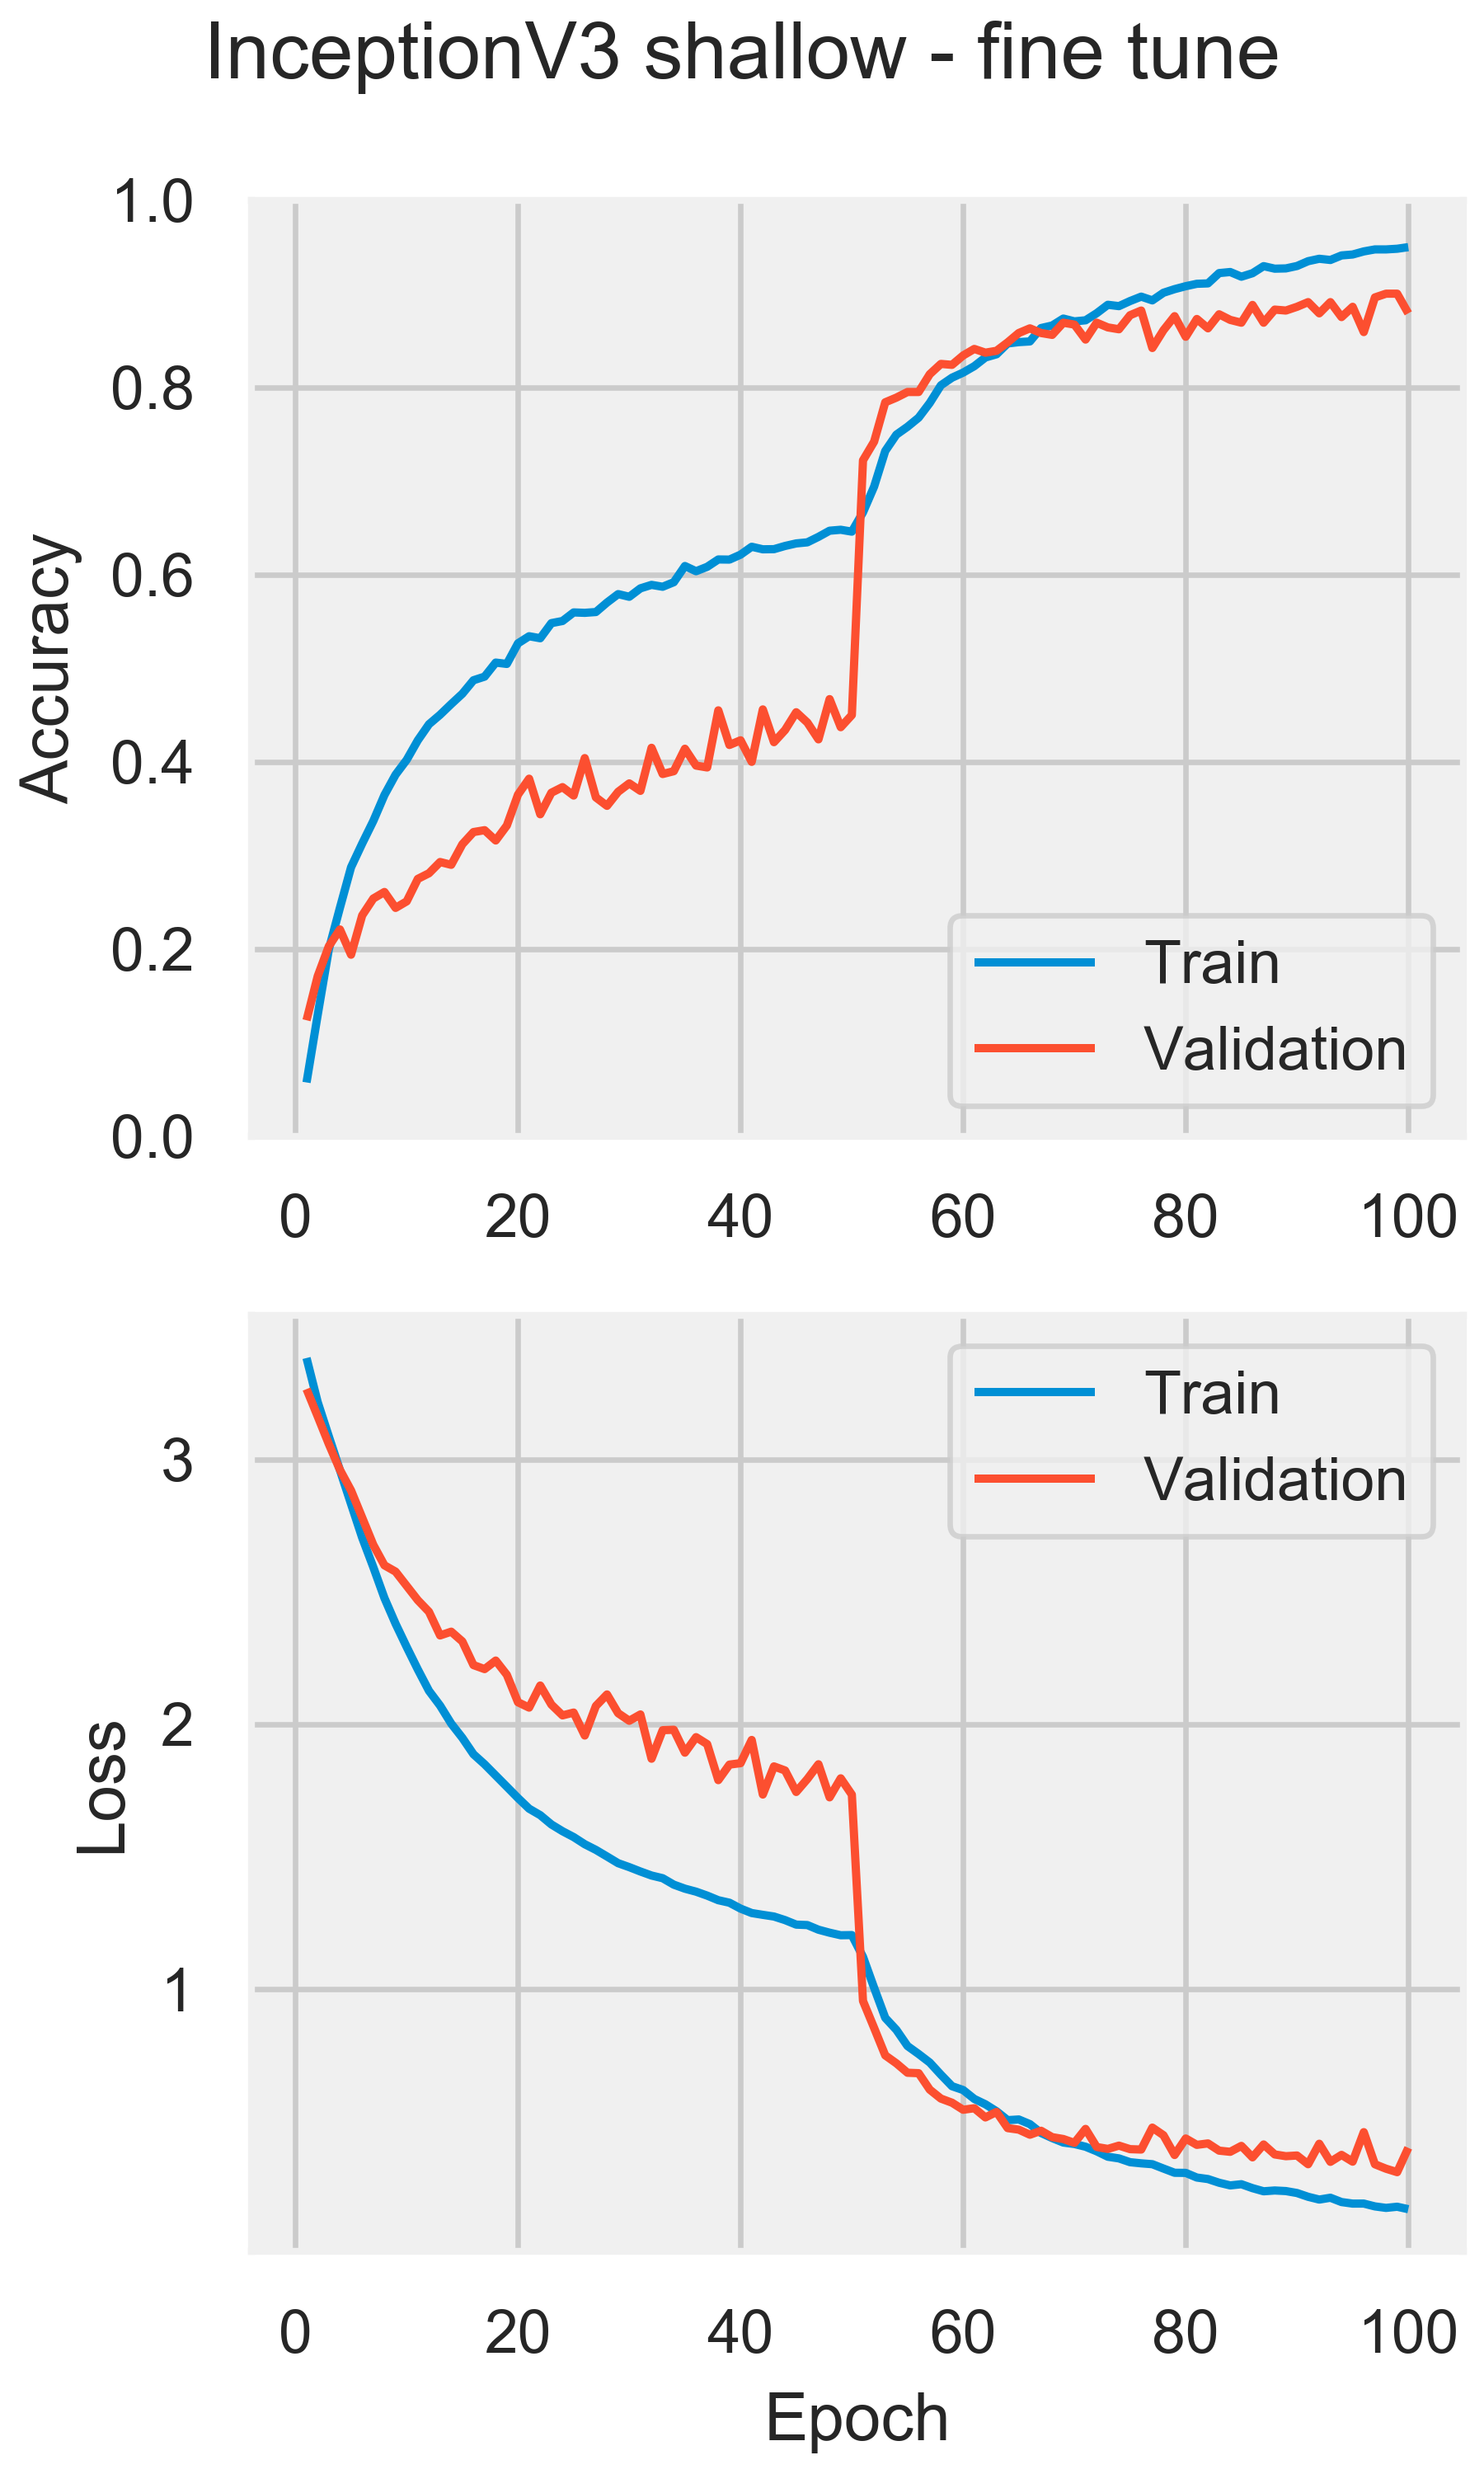 InceptionV3 shallow - fine tune
1.0
0.8
0.6
0.4
0.2
0.0
Accuracy
Train
Validation
0 20 40 60 80 100
3
2
1
Loss
Train
Validation
0 20 40 60 80 100
Epoch